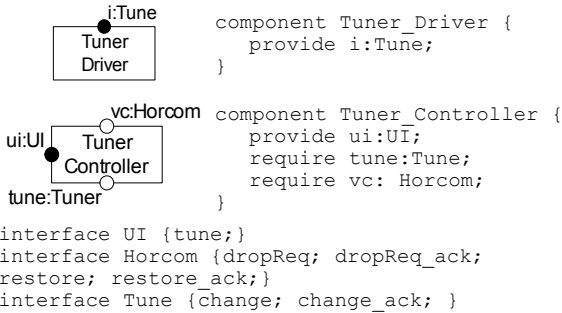 i:Tune
Tuner
Driver
component Tuner_Driver {
provide i:Tune;
}
vc:Horcom
ui:UI
Tuner
Controller
tune:Tuner
component Tuner_Controller {
provide ui:UI;
require tune:Tune;
require vc: Horcom;
}
interface UI {tune;}
interface Horcom {dropReq; dropReq_ack;
restore; restore_ack;}
interface Tune {change; change_ack; }